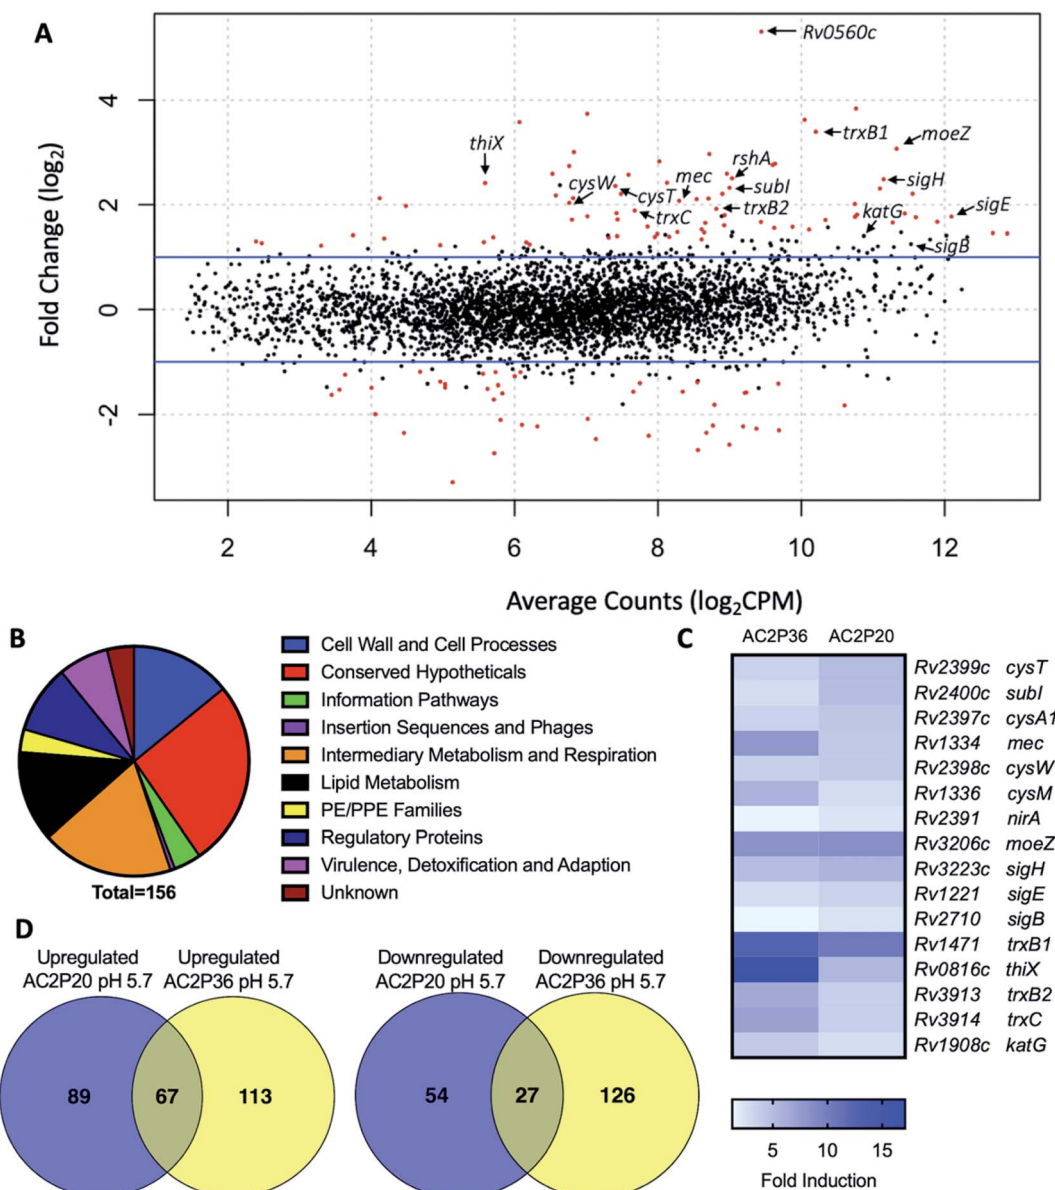 A
Fold Change (log2)
4
2
0
-2
Rv0560c
trxB1
moeZ
thiX
rshA
mec
sigH
cysW
subI
cysT
sigE
trxB2
katG
trxC
sigB
2 4 6 8 10 12
Average Counts (log2CPM)
B
Total=156
Cell Wall and Cell Processes
Conserved Hypotheticals
Information Pathways
Insertion Sequences and Phages
Intermediary Metabolism and Respiration
Lipid Metabolism
PE/PPE Families
Regulatory Proteins
Virulence, Detoxification and Adaption
Unknown
C
AC2P36 AC2P20
Rv2399c cysT
Rv2400c subI
Rv2397c cysA1
Rv1334 mec
Rv2398c cysW
Rv1336 cysM
Rv2391 nirA
Rv3206c moeZ
Rv3223c sigH
Rv1221 sigE
Rv2710 sigB
Rv1471 trxB1
Rv0816c thiX
Rv3913 trxB2
Rv3914 trxC
Rv1908c katG
5 10 15
Fold Induction
D
Upregulated
AC2P20 pH 5.7
Upregulated
AC2P36 pH 5.7
89 67 113
Downregulated
AC2P20 pH 5.7
Downregulated
AC2P36 pH 5.7
54 27 126